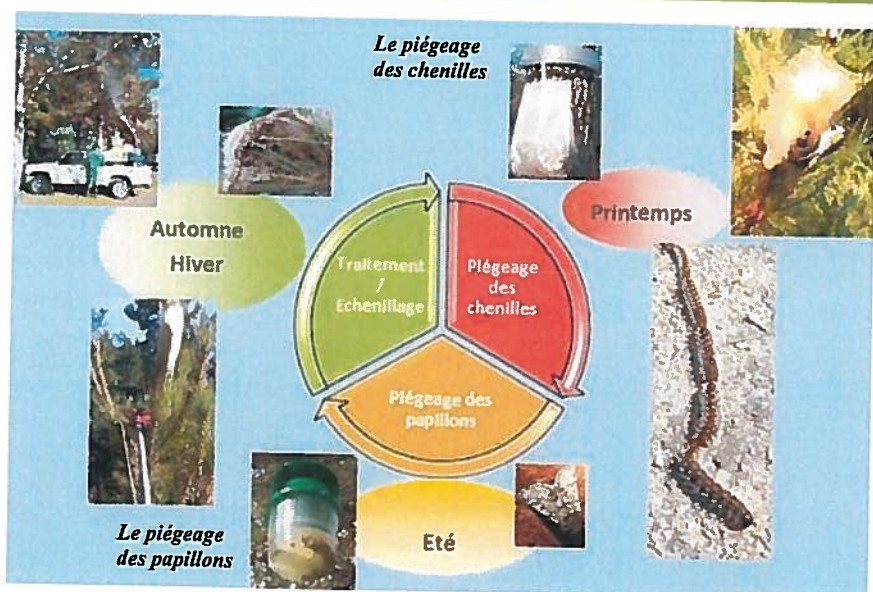 Le piégeage
des chenilles
Automne
Hiver
Printemps
Traitement
/
Echenillage
Piégeage
des
chenilles
Piégeage des
papillons
Le piégeage
des papillons
Eté